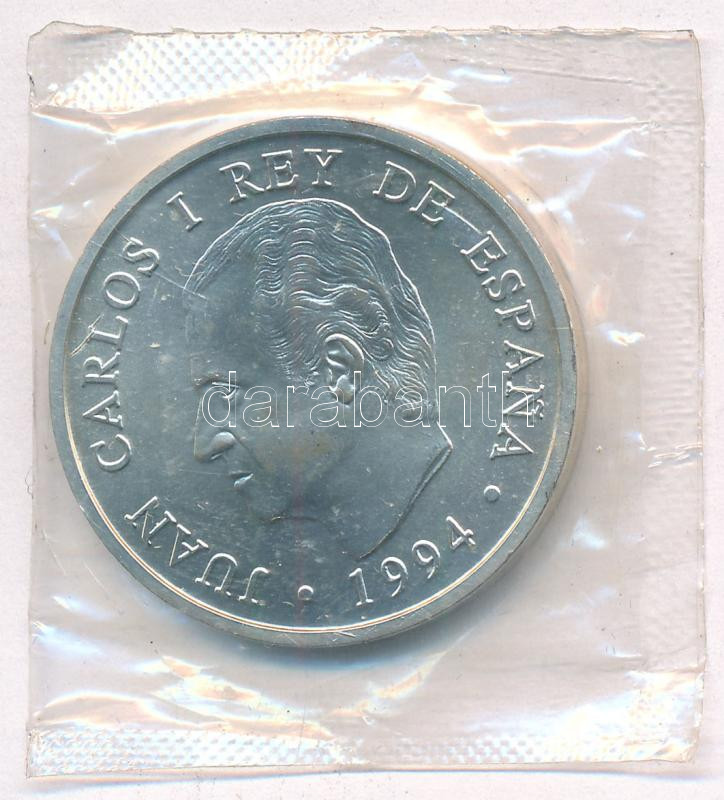 JUAN CARLOS I REY DE ESPAÑA · 1994 ·
darabanth